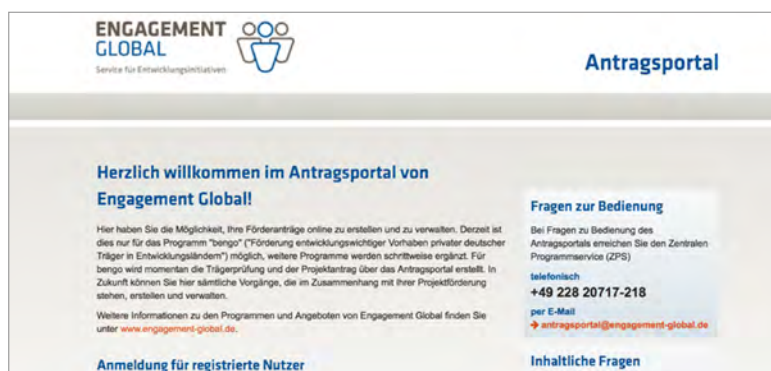 ENGAGEMENT
GLOBAL
Service für Entwicklungsinitiativen
Antragsportal
Herzlich willkommen im Antragsportal von
Engagement Global!
Hier haben Sie die Möglichkeit, Ihre Förderanträge online zu erstellen und zu verwalten. Derzeit ist
dies nur für das Programm "bengo" ("Förderung entwicklungswichtiger Vorhaben privater deutscher
Träger in Entwicklungsländern") möglich, weitere Programme werden schrittweise ergänzt. Für
bengo wird momentan die Trägerprüfung und der Projektantrag über das Antragsportal erstellt. In
Zukunft können Sie hier sämtliche Vorgänge, die im Zusammenhang mit Ihrer Projektförderung
stehen, erstellen und verwalten.
Weitere Informationen zu den Programmen und Angeboten von Engagement Global finden Sie
unter www.engagement-global.de.
Anmeldung für registrierte Nutzer
Fragen zur Bedienung
Bei Fragen zu Bedienung des
Antragsportals erreichen Sie den Zentralen
Programmservice (ZPS)
telefonisch
+49 228 20717-218
per E-Mail
➔ antragsportal@engagement-global.de
Inhaltliche Fragen